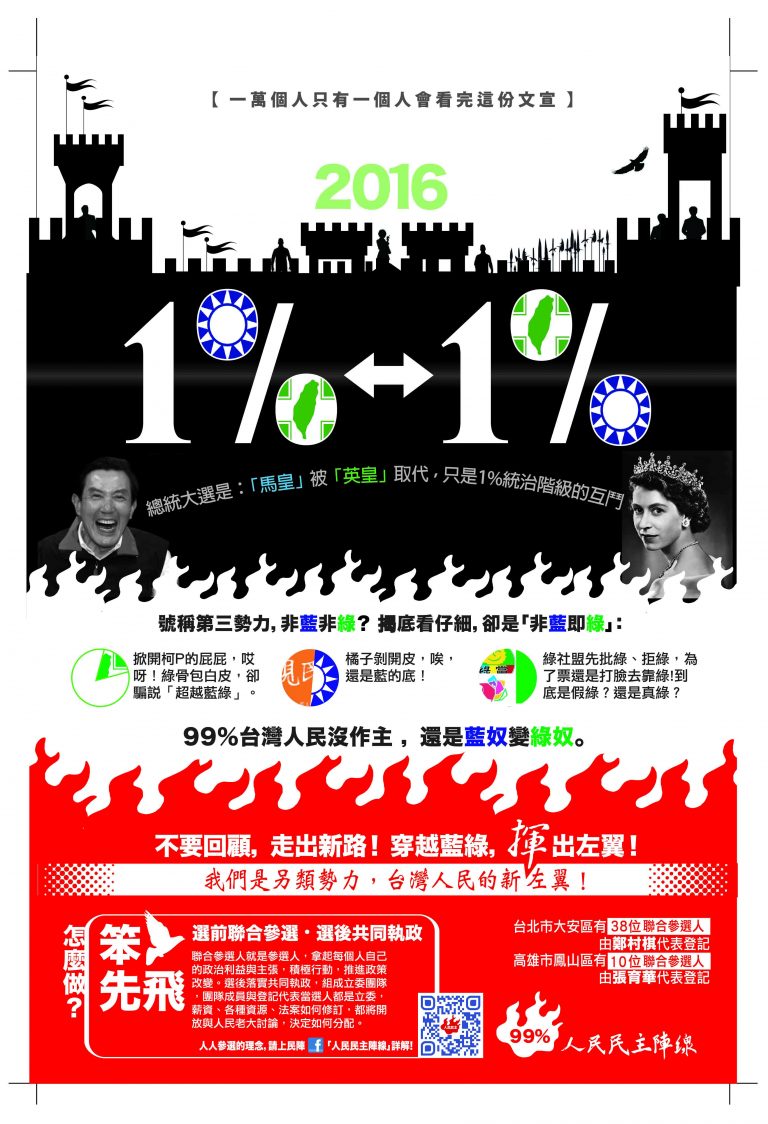 【 一萬個人只有一個人會看完這份文宣 】
2016
1% ↔ 1%
總統大選是：「馬皇」被「英皇」取代，只是1%統治階級的互鬥
號稱第三勢力，非藍非綠？ 掲底看仔細，卻是「非藍即綠」：
掀開柯P的屁屁，哎
呀！綠骨包白皮，卻
騙説「超越藍綠」。
橘子剝開皮，唉，
還是藍的底！
綠社盟先批綠、拒綠，為
了票還是打臉去靠綠!到
底是假綠？還是真綠？
99%台灣人民沒作主 ，還是藍奴變綠奴。
不要回顧，走出新路！穿越藍綠，揮出左翼！
我們是另類勢力，台灣人民的新左翼！
怎麼做？
笨
先飛
選前聯合參選・選後共同執政
聯合參選人就是參選人，拿起每個人自己
的政治利益與主張，積極行動，推進政策
改變。選後落實共同執政，組成立委團隊
，團隊成員與登記代表當選人都是立委，
薪資、各種資源、法案如何修訂，都將開
放與人民老大討論，決定如何分配。
人人參選的理念，請上民陣 f 「人民民主陣線」詳解！
台北市大安區有 38位 聯合參選人
由鄭村棋代表登記
高雄市鳳山區有 10位 聯合參選人
由張育華代表登記
99% 人民民主陣線